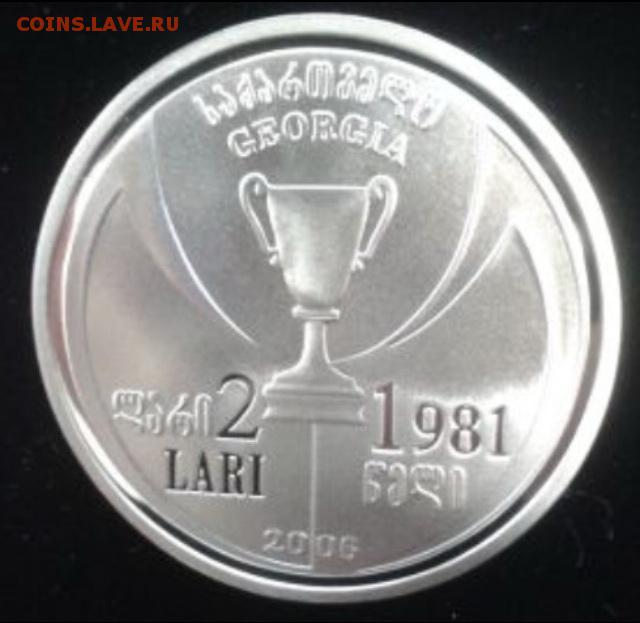 COINS.LAVE.RU
საქართველო
GEORGIA
ლარი 2 1981
LARI წელი
2006